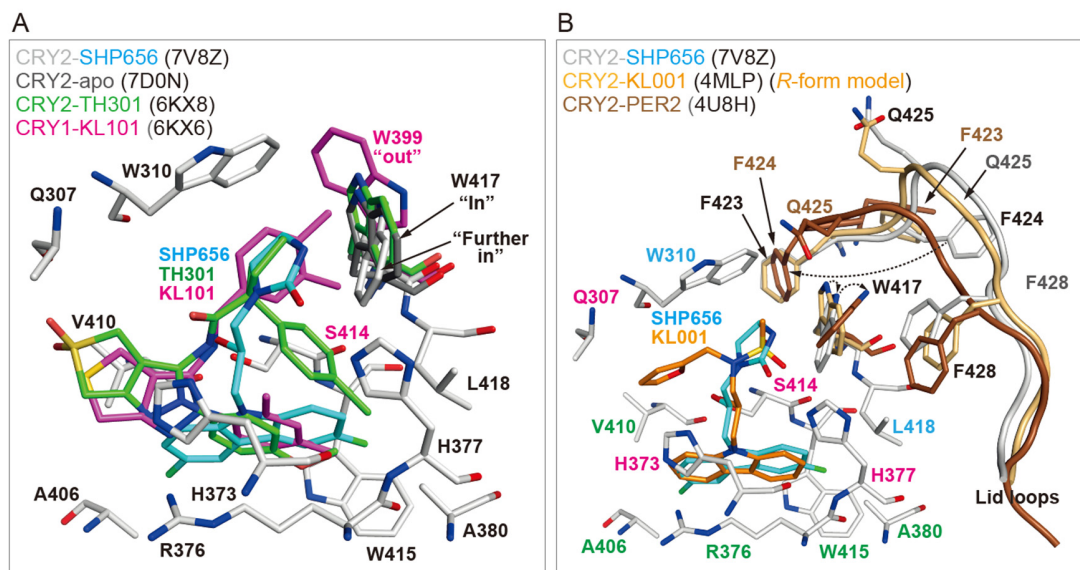 A
CRY2-SHP656 (7V8Z)
CRY2-apo (7D0N)
CRY2-TH301 (6KX8)
CRY1-KL101 (6KX6)
W310
W399
“out”
Q307
W417
“In”
“Further
in”
SHP656
TH301
KL101
V410
S414
L418
H377
H373
A406
R376
W415
A380
B
CRY2-SHP656 (7V8Z)
CRY2-KL001 (4MLP) (R-form model)
CRY2-PER2 (4U8H)
Q425
F423
F424
Q425
F423
Q425
F424
W310
W417
F428
Q307
SHP656
KL001
F428
S414
V410
L418
H373
H377
Lid loops
A406
R376
W415
A380